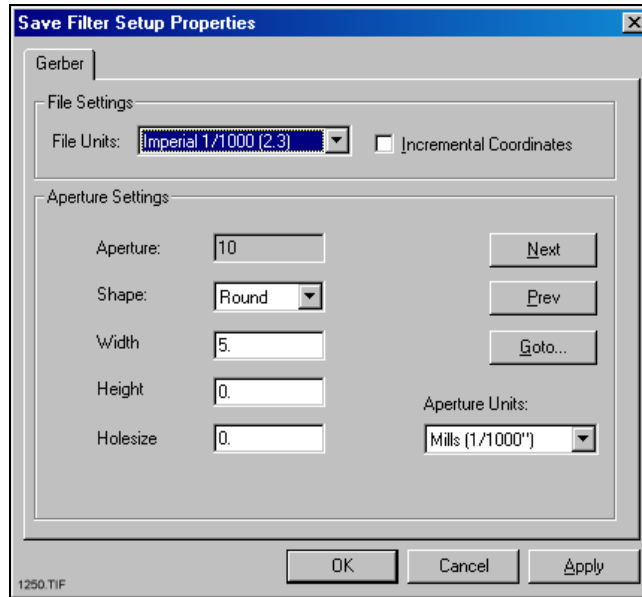 Save Filter Setup Properties
Gerber
File Settings
File Units: Imperial 1/1000 (2.3) Incremental Coordinates
Aperture Settings
Aperture: 10 Next
Shape: Round Prev
Width 5. Goto...
Height 0. Aperture Units:
Holesize 0. Mills (1/1000")
OK Cancel Apply
1250.TIF